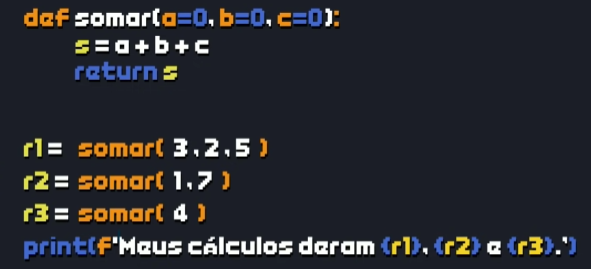 def somar(a=0, b=0, c=0):
s = a + b + c
return s
r1 = somar( 3 , 2 , 5 )
r2 = somar( 1 , 7 )
r3 = somar( 4 )
print(f'Meus cálculos deram {r1}, {r2} e {r3}.')